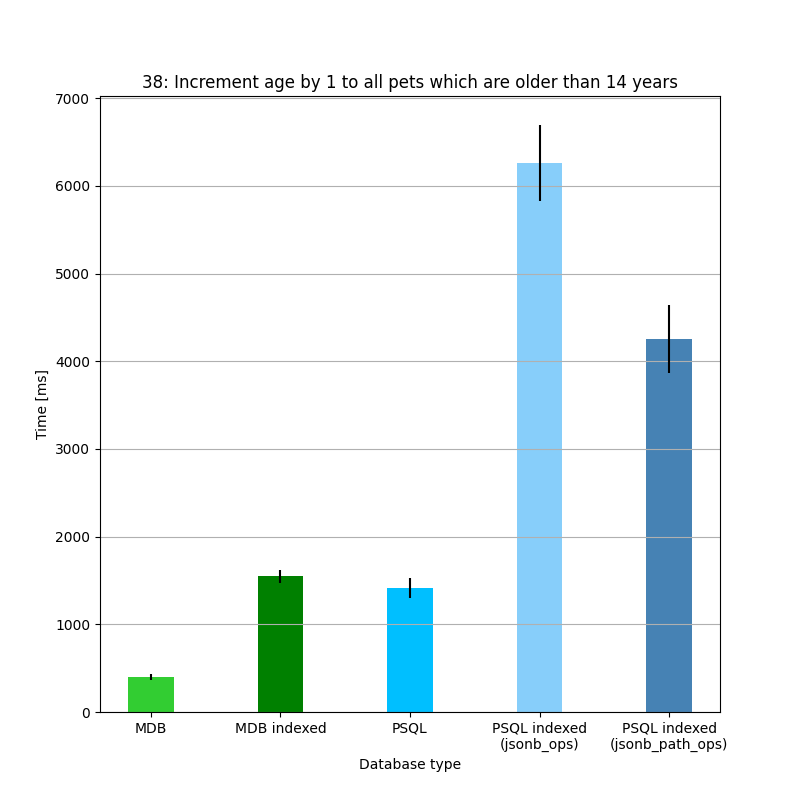 38: Increment age by 1 to all pets which are older than 14 years
7000
6000
5000
4000
3000
2000
1000
0
Time [ms]
MDB
MDB indexed
PSQL
PSQL indexed
(jsonb_ops)
PSQL indexed
(jsonb_path_ops)
Database type